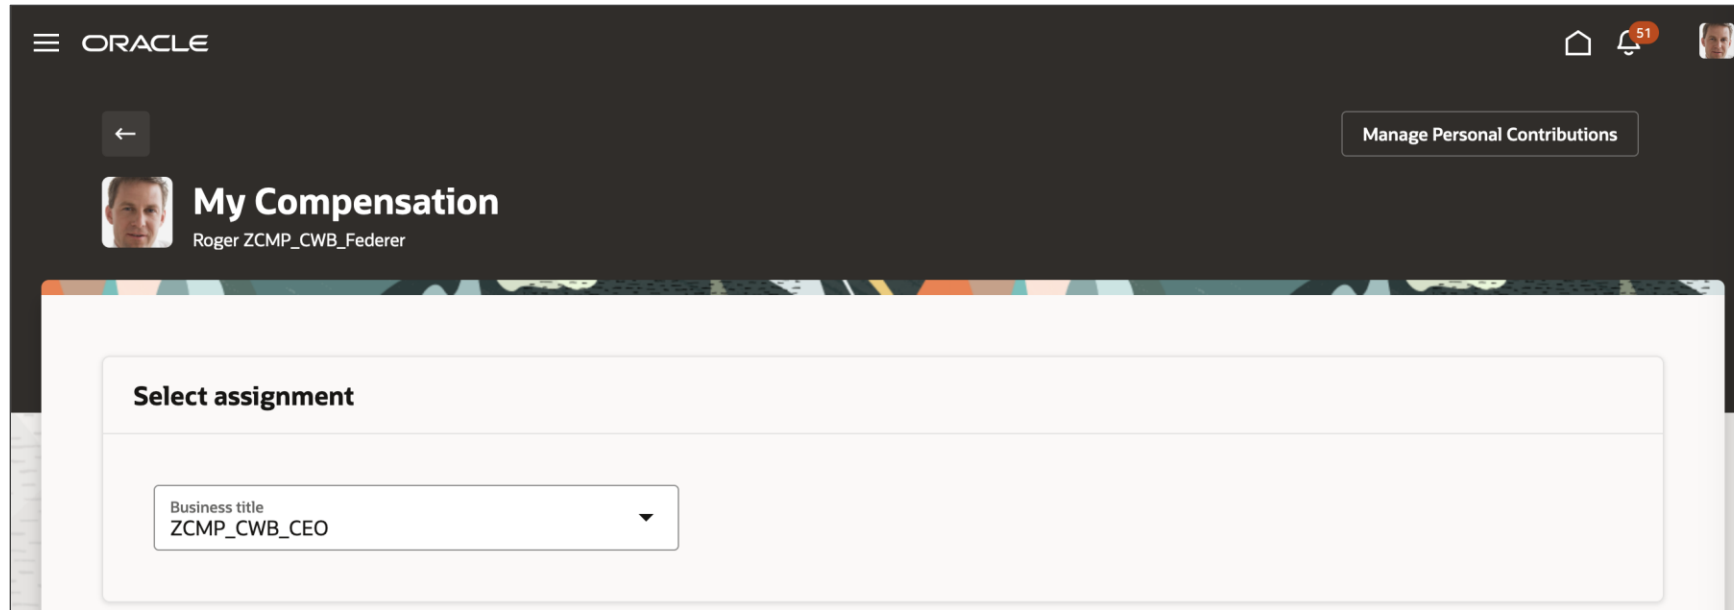 ORACLE
51
Manage Personal Contributions
My Compensation
Roger ZCMP_CWB_Federer
Select assignment
Business title
ZCMP_CWB_CEO